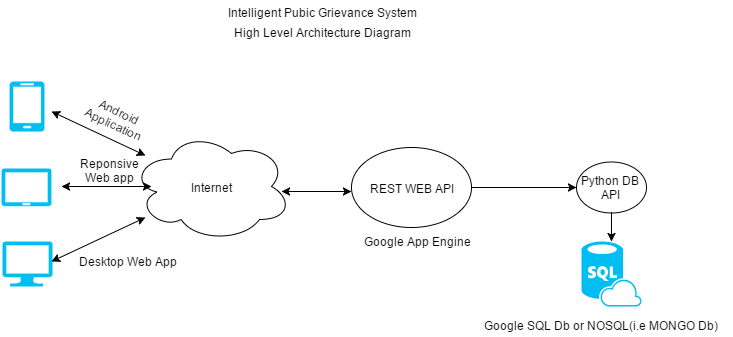 Intelligent Pubic Grievance System
High Level Architecture Diagram
Android
Application
Reponsive
Web app
Internet
REST WEB API
Python DB
API
Google App Engine
Desktop Web App
SQL
Google SQL Db or NOSQL(i.e MONGO Db)